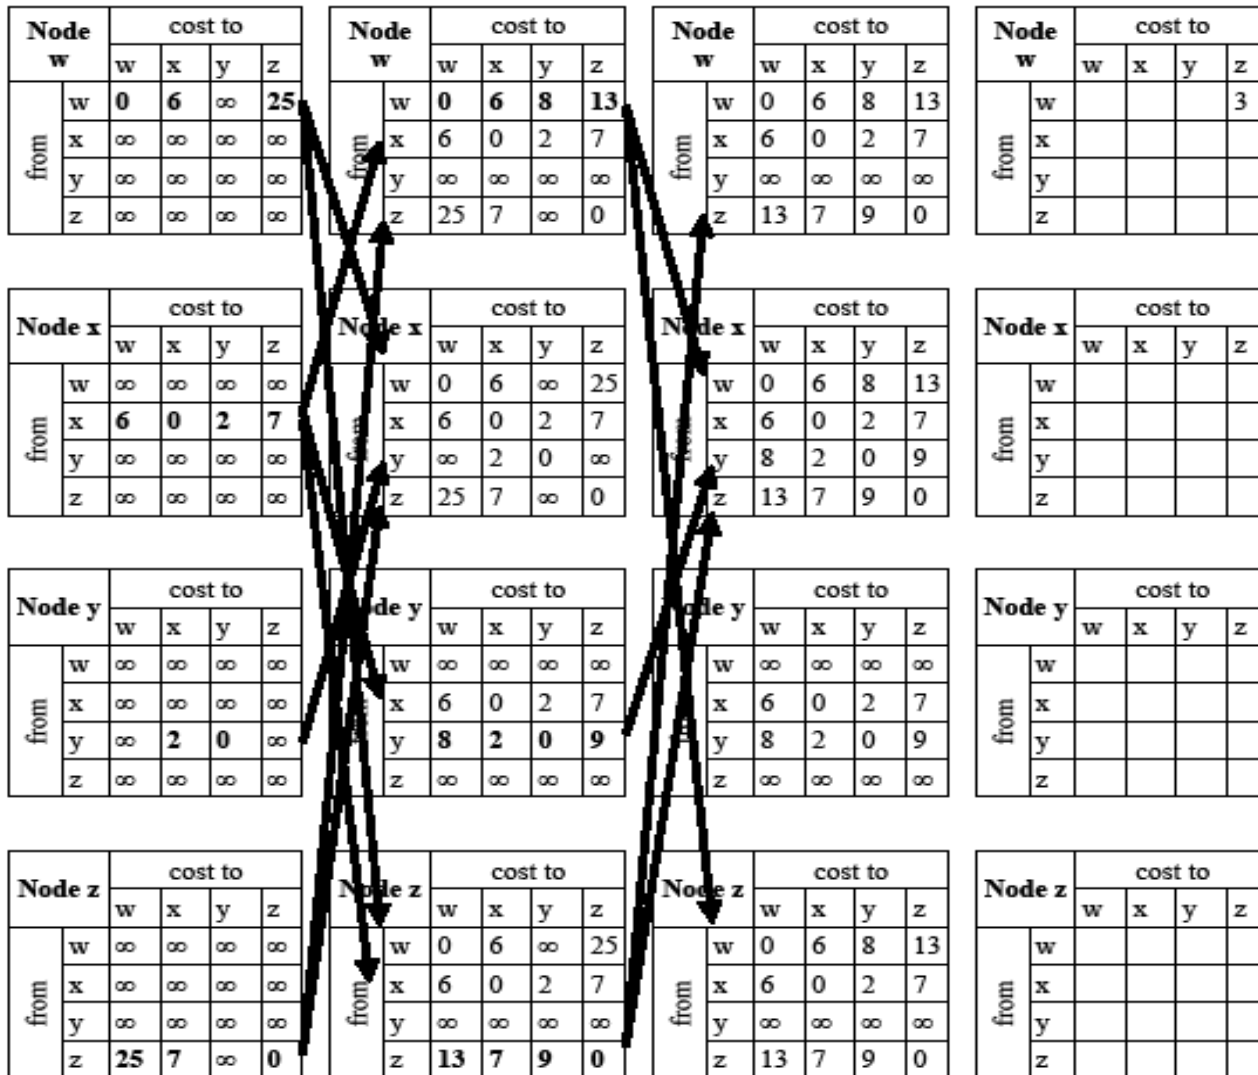 Node w cost to Node w cost to Node w cost to Node w cost to
w x y z w x y z w x y z w x y z
from w 0 6 ∞ 25 from w 0 6 8 13 from w 0 6 8 13 from w 3
x ∞ ∞ ∞ ∞ x 6 0 2 7 x 6 0 2 7 x
y ∞ ∞ ∞ ∞ y ∞ ∞ ∞ ∞ y ∞ ∞ ∞ ∞ y
z ∞ ∞ ∞ ∞ z 25 7 ∞ 0 z 13 7 9 0 z
Node x cost to Node x cost to Node x cost to Node x cost to
w x y z w x y z w x y z w x y z
from w ∞ ∞ ∞ ∞ from w 0 6 ∞ 25 from w 0 6 8 13 from w
x 6 0 2 7 x 6 0 2 7 x 6 0 2 7 x
y ∞ ∞ ∞ ∞ y ∞ 2 0 ∞ y 8 2 0 9 y
z ∞ ∞ ∞ ∞ z 25 7 ∞ 0 z 13 7 9 0 z
Node y cost to Node y cost to Node y cost to Node y cost to
w x y z w x y z w x y z w x y z
from w ∞ ∞ ∞ ∞ w ∞ ∞ ∞ ∞ w ∞ ∞ ∞ ∞ from w
x ∞ ∞ ∞ ∞ x 6 0 2 7 x 6 0 2 7 x
y ∞ 2 0 ∞ y 8 2 0 9 y 8 2 0 9 y
z ∞ ∞ ∞ ∞ z ∞ ∞ ∞ ∞ z ∞ ∞ ∞ ∞ z
Node z cost to Node z cost to Node z cost to Node z cost to
w x y z w x y z w x y z w x y z
from w ∞ ∞ ∞ ∞ from w 0 6 ∞ 25 from w 0 6 8 13 from w
x ∞ ∞ ∞ ∞ x 6 0 2 7 x 6 0 2 7 x
y ∞ ∞ ∞ ∞ y ∞ ∞ ∞ ∞ y ∞ ∞ ∞ ∞ y
z 25 7 ∞ 0 z 13 7 9 0 z 13 7 9 0 z